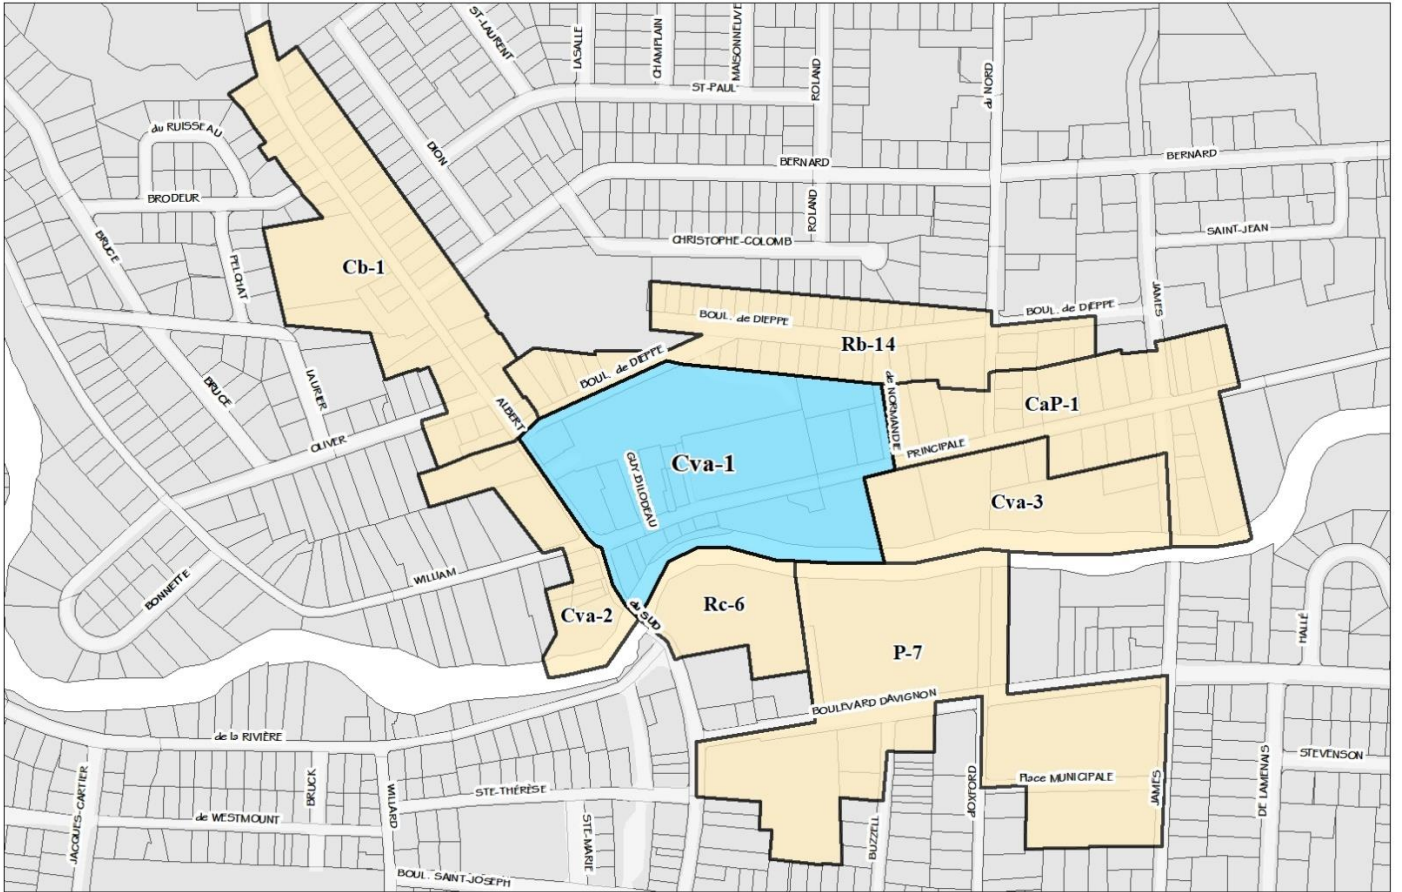 ST-LAURENT
LASALLE
CHAMPLAIN
MAISONNEUVE
ROLAND
du NORD
ST-PAUL
du RUISSEAU
DION
BERNARD
BERNARD
BRODEUR
ROLAND
BRUCE
PELCHAT
CHRISTOPHE-COLOMB
SAINT-JEAN
Cb-1
JAMES
BOUL. de DIEPPE
BOUL. de DIEPPE
Rb-14
BOUL. de DIEPPE
BRUCE
LAURIER
ALBERT
de NORMANDIE
CaP-1
OLIVER
PRINCIPALE
Cva-1
GUY-BILODEAU
Cva-3
WILLIAM
BONNETTE
Cva-2
du SUD
Rc-6
HALLÉ
P-7
BOULEVARD DAVIGNON
de la RIVIÈRE
STEVENSON
JACQUES-CARTIER
BRUCK
WILLARD
STE-THÉRÈSE
Place MUNICIPALE
d'OXFORD
JAMES
DE LAMENAIS
de WESTMOUNT
STE-MARIE
BUZZELL
BOUL. SAINT-JOSEPH